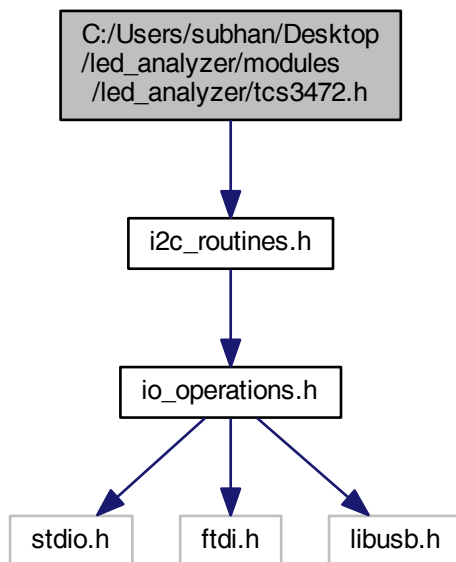 C:/Users/subhan/Desktop
/led_analyzer/modules
/led_analyzer/tcs3472.h
i2c_routines.h
io_operations.h
stdio.h
ftdi.h
libusb.h